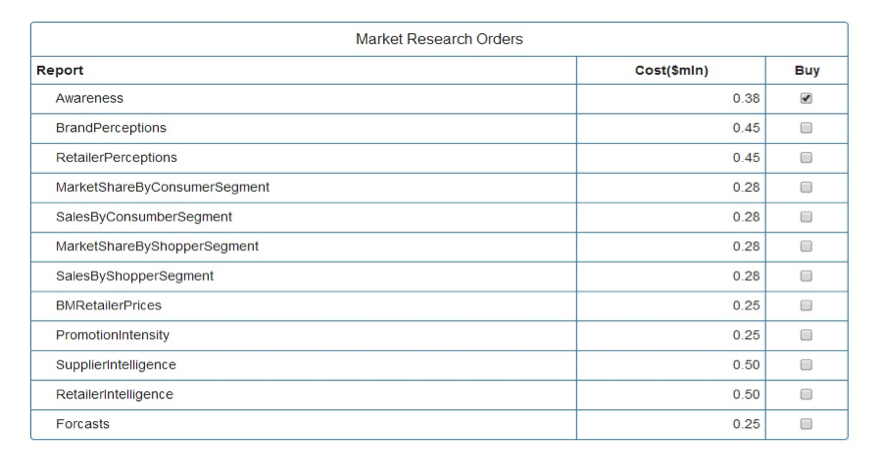 Market Research Orders
Report Cost($mln) Buy
Awareness 0.38
BrandPerceptions 0.45
RetailerPerceptions 0.45
MarketShareByConsumerSegment 0.28
SalesByConsumberSegment 0.28
MarketShareByShopperSegment 0.28
SalesByShopperSegment 0.28
BMRetailerPrices 0.25
PromotionIntensity 0.25
SupplierIntelligence 0.50
RetailerIntelligence 0.50
Forcasts 0.25